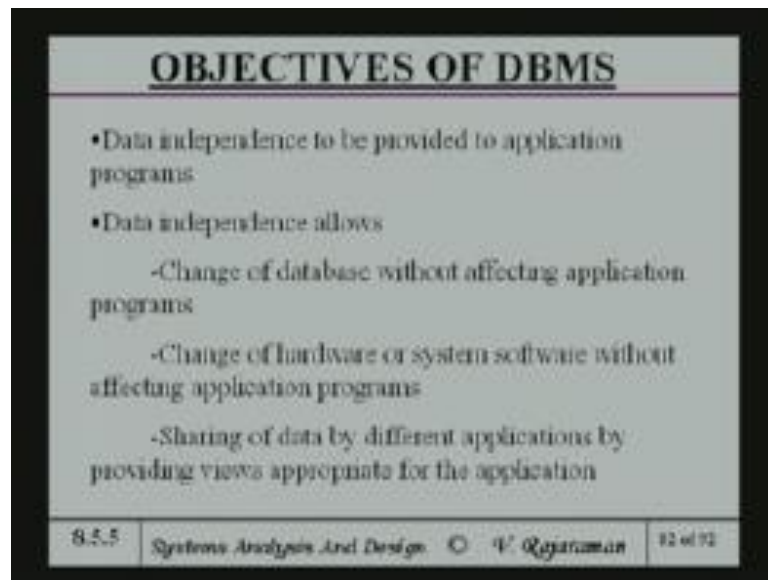 OBJECTIVES OF DBMS
•Data independence to be provided to application
programs
•Data independence allows
-Change of database without affecting application
programs
-Change of hardware or system software without
affecting application programs
-Sharing of data by different applications by
providing views appropriate for the application
8.5.5
Systems Analysis And Design © V. Rajaraman
of